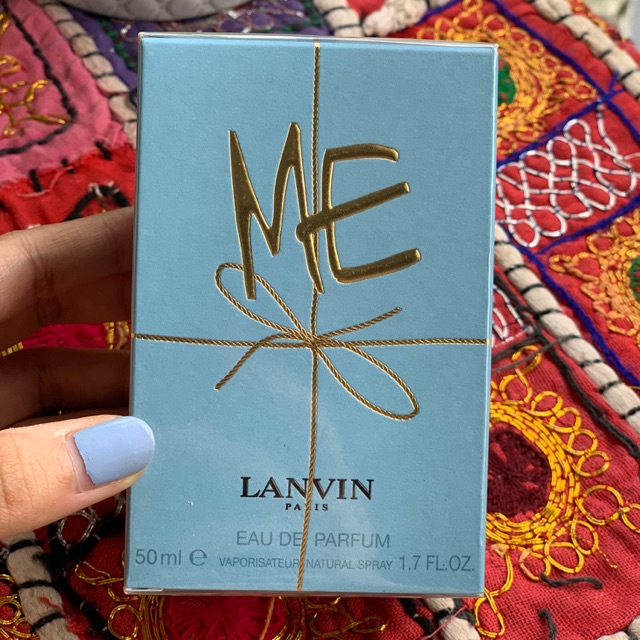 ME
LANVIN
PARIS
EAU DE PARFUM
50 ml e VAPORISATEUR NATURAL SPRAY 1.7 FL.OZ.